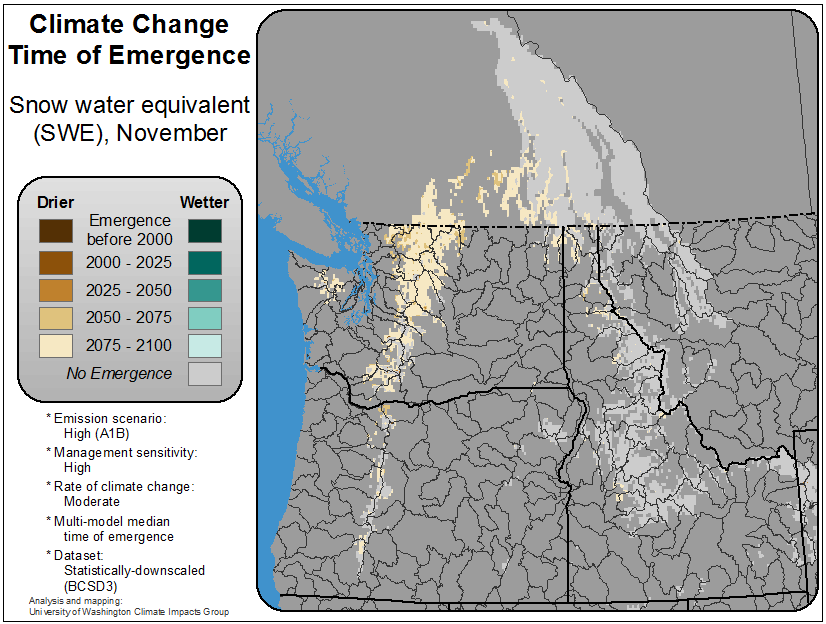 Climate Change
Time of Emergence
Snow water equivalent
(SWE), November
Drier Wetter
Emergence
before 2000
2000 - 2025
2025 - 2050
2050 - 2075
2075 - 2100
No Emergence
* Emission scenario:
High (A1B)
* Management sensitivity:
High
* Rate of climate change:
Moderate
* Multi-model median
time of emergence
* Dataset:
Statistically-downscaled
(BCSD3)
Analysis and mapping:
University of Washington Climate Impacts Group